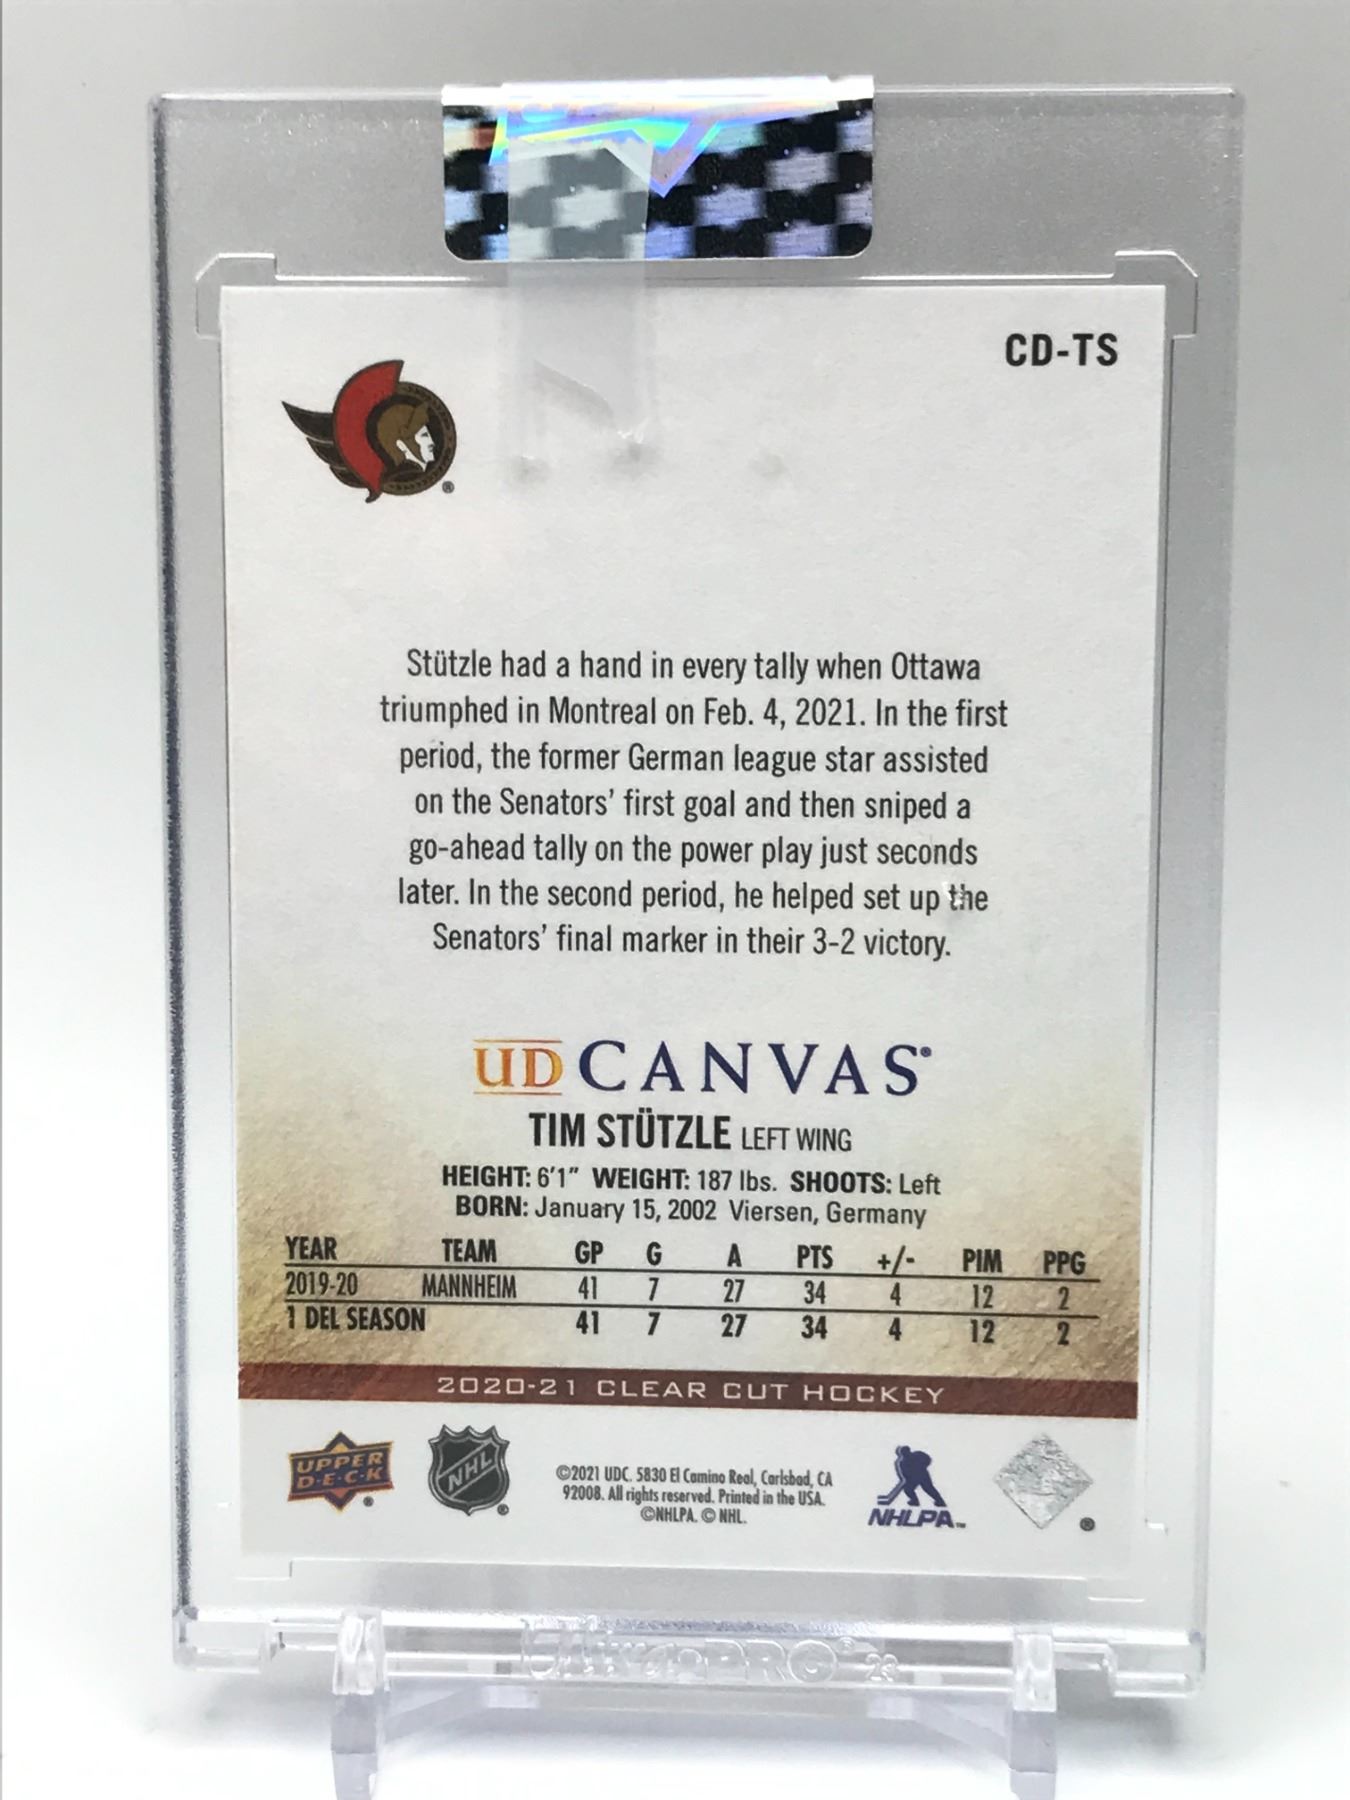 CD-TS
Stützle had a hand in every tally when Ottawa
triumphed in Montreal on Feb. 4, 2021. In the first
period, the former German league star assisted
on the Senators' first goal and then sniped a
go-ahead tally on the power play just seconds
later. In the second period, he helped set up the
Senators' final marker in their 3-2 victory.
UD CANVAS®
TIM STÜTZLE LEFT WING
HEIGHT: 6'1" WEIGHT: 187 lbs. SHOOTS: Left
BORN: January 15, 2002 Viersen, Germany
YEAR TEAM GP G A PTS +/- PIM PPG
2019-20 MANNHEIM 41 7 27 34 4 12 2
1 DEL SEASON 41 7 27 34 4 12 2
2020-21 CLEAR CUT HOCKEY
UPPER
D·E·C·K ®
NHL ®
©2021 UDC. 5830 El Camino Real, Carlsbad, CA
92008. All rights reserved. Printed in the USA.
©NHLPA. © NHL.
NHLPA™
®
Ultra·PRO® 23